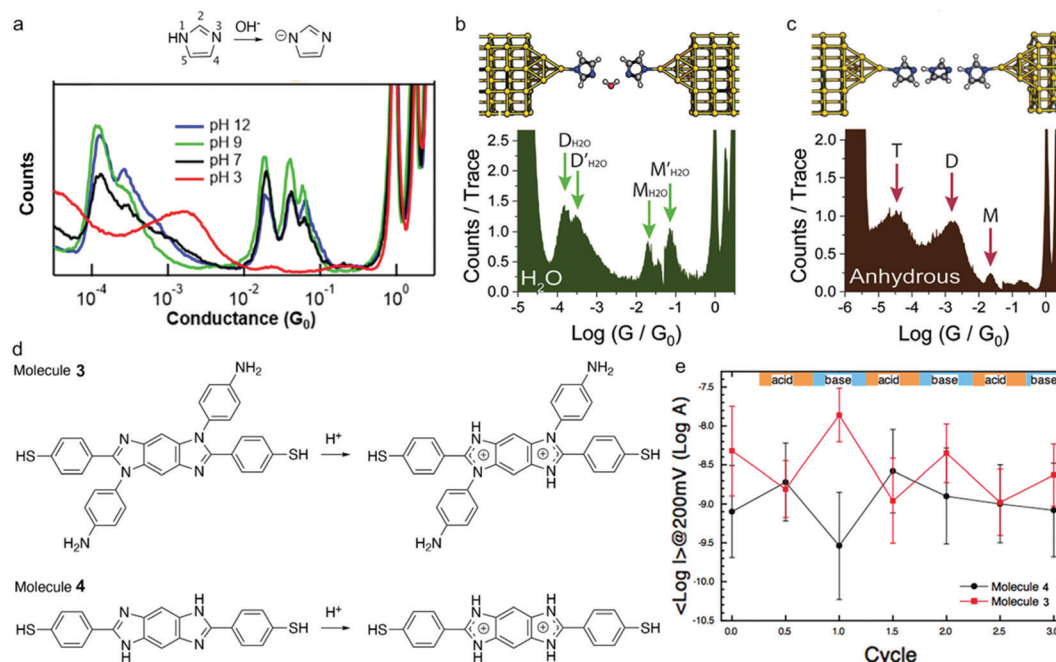 a
1
2
3
HN
N
5
4
OH-
⊖
N
N
Counts
pH 12
pH 9
pH 7
pH 3
10-4
10-3
10-2
10-1
100
Conductance (G0)
b
Counts / Trace
2.5
2.0
1.5
1.0
0.5
0.0
DH2O
D'H2O
MH2O
M'H2O
H2O
-5
-4
-3
-2
-1
0
Log (G / G0)
c
Counts / Trace
2.5
2.0
1.5
1.0
0.5
0.0
T
D
M
Anhydrous
-6
-5
-4
-3
-2
-1
0
Log (G / G0)
d
Molecule 3
NH2
N
N
HS
SH
N
N
H2N
H+
NH2
H
N
N
HS
SH
N
N
H
H2N
Molecule 4
H
N
N
HS
SH
N
N
H
H+
H
N
H
N
HS
SH
N
H
N
H
e
acid
base
acid
base
acid
base
<Log I>@200mV (Log A)
-7.5
-8.0
-8.5
-9.0
-9.5
-10.0
-10.5
Molecule 4
Molecule 3
0.0
0.5
1.0
1.5
2.0
2.5
3.0
Cycle